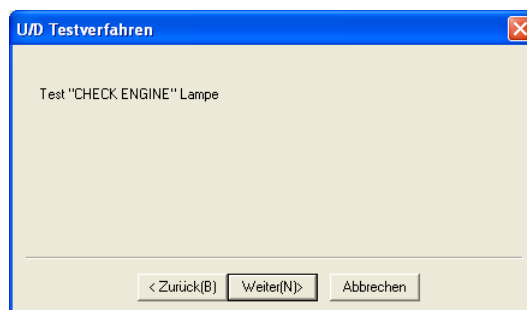 U/D Testverfahren
Test "CHECK ENGINE" Lampe
< Zurück(B) Weiter(N)> Abbrechen